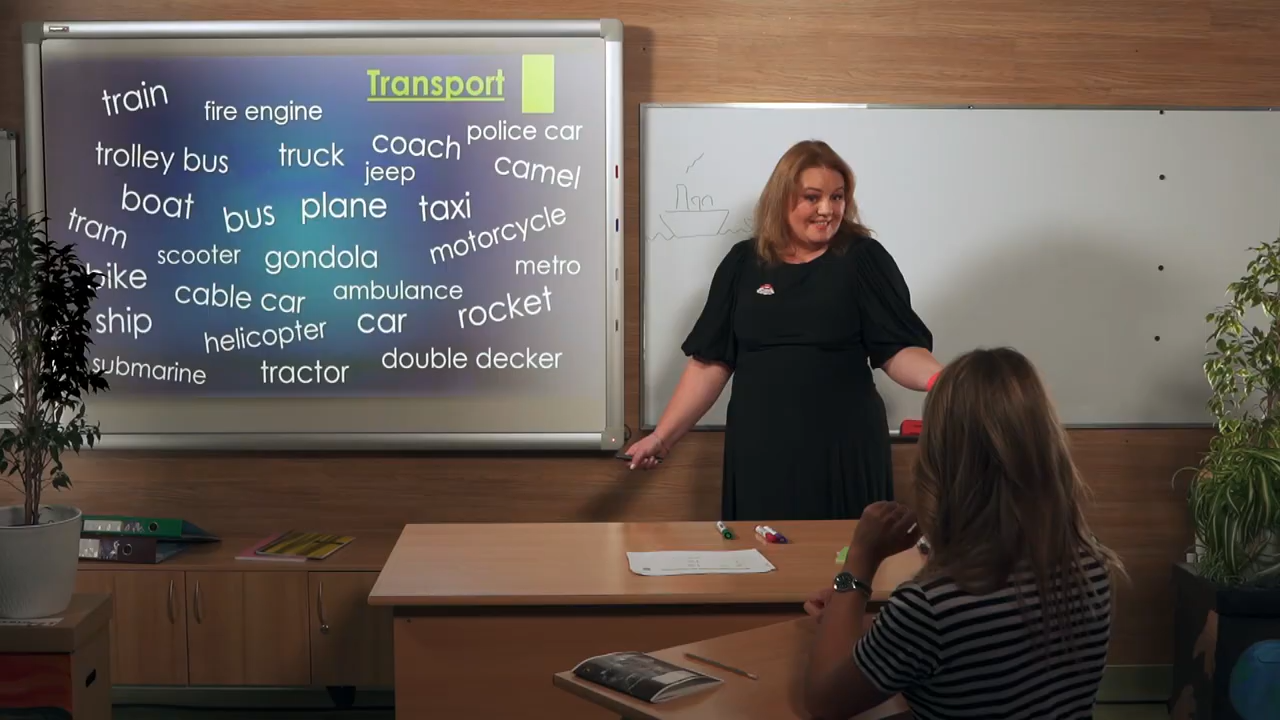 Transport
train
fire engine
police car
trolley bus
truck
coach
jeep
camel
boat
bus
plane
taxi
tram
scooter
gondola
motorcycle
bike
cable car
ambulance
metro
ship
helicopter
car
rocket
submarine
tractor
double decker